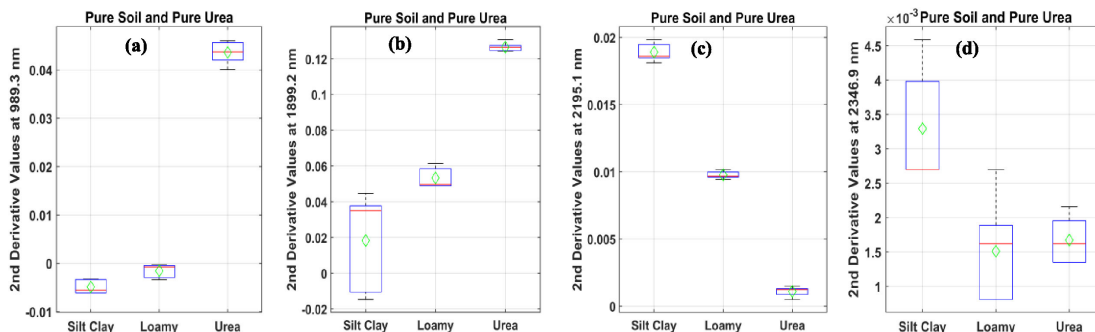 Pure Soil and Pure Urea
(a)
2nd Derivative Values at 989.3 nm
0.04
0.03
0.02
0.01
0
-0.01
Silt Clay
Loamy
Urea
Pure Soil and Pure Urea
(b)
2nd Derivative Values at 1899.2 nm
0.12
0.1
0.08
0.06
0.04
0.02
0
-0.02
Silt Clay
Loamy
Urea
Pure Soil and Pure Urea
(c)
2nd Derivative Values at 2195.1 nm
0.02
0.015
0.01
0.005
0
Silt Clay
Loamy
Urea
×10-3 Pure Soil and Pure Urea
(d)
2nd Derivative Values at 2346.9 nm
4.5
4
3.5
3
2.5
2
1.5
1
Silt Clay
Loamy
Urea